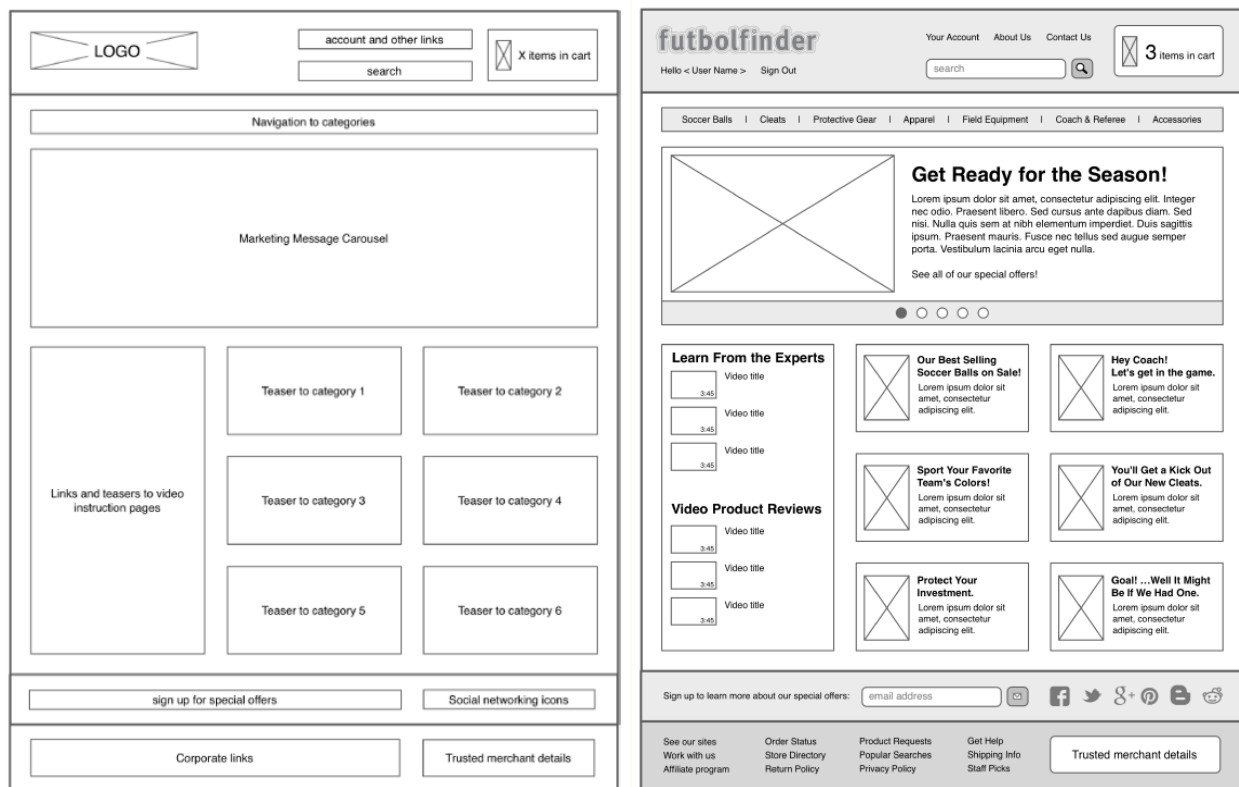 LOGO
account and other links
search
X items in cart
Navigation to categories
Marketing Message Carousel
Links and teasers to video
instruction pages
Teaser to category 1
Teaser to category 2
Teaser to category 3
Teaser to category 4
Teaser to category 5
Teaser to category 6
sign up for special offers
Social networking icons
Corporate links
Trusted merchant details
futbolfinder
Hello < User Name > Sign Out
Your Account About Us Contact Us
search
3 items in cart
Soccer Balls | Cleats | Protective Gear | Apparel | Field Equipment | Coach & Referee | Accessories
Get Ready for the Season!
Lorem ipsum dolor sit amet, consectetur adipiscing elit. Integer
nec odio. Praesent libero. Sed cursus ante dapibus diam. Sed
nisi. Nulla quis sem at nibh elementum imperdiet. Duis sagittis
ipsum. Praesent mauris. Fusce nec tellus sed augue semper
porta. Vestibulum lacinia arcu eget nulla.
See all of our special offers!
Learn From the Experts
Video title
3:45
Video title
3:45
Video title
3:45
Video Product Reviews
Video title
3:45
Video title
3:45
Video title
3:45
Our Best Selling
Soccer Balls on Sale!
Lorem ipsum dolor sit
amet, consectetur
adipiscing elit.
Hey Coach!
Let's get in the game.
Lorem ipsum dolor sit
amet, consectetur
adipiscing elit.
Sport Your Favorite
Team's Colors!
Lorem ipsum dolor sit
amet, consectetur
adipiscing elit.
You'll Get a Kick Out
of Our New Cleats.
Lorem ipsum dolor sit
amet, consectetur
adipiscing elit.
Protect Your
Investment.
Lorem ipsum dolor sit
amet, consectetur
adipiscing elit.
Goal! …Well It Might
Be If We Had One.
Lorem ipsum dolor sit
amet, consectetur
adipiscing elit.
Sign up to learn more about our special offers:
email address
See our sites
Work with us
Affiliate program
Order Status
Store Directory
Return Policy
Product Requests
Popular Searches
Privacy Policy
Get Help
Shipping Info
Staff Picks
Trusted merchant details